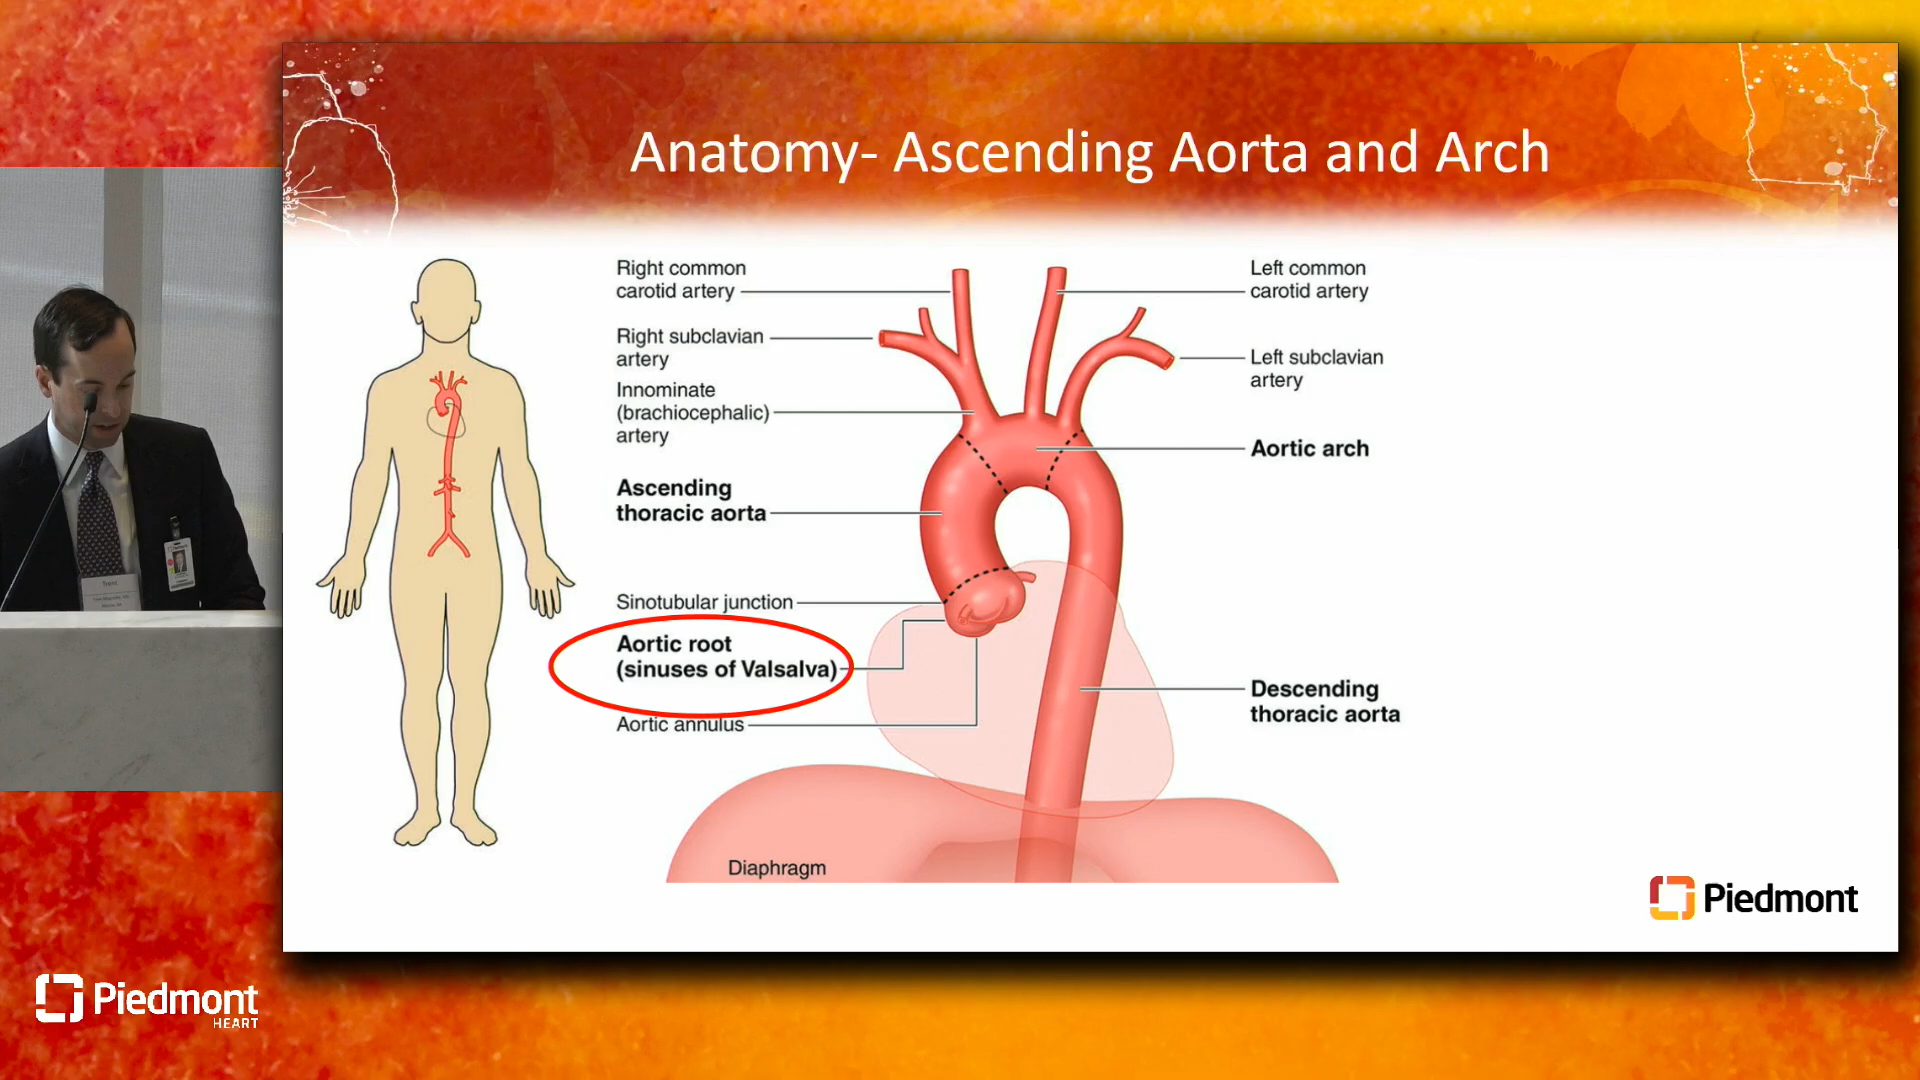 Anatomy- Ascending Aorta and Arch
Right common
carotid artery
Right subclavian
artery
Innominate
(brachiocephalic)
artery
Ascending
thoracic aorta
Sinotubular junction
Aortic root
(sinuses of Valsalva)
Aortic annulus
Diaphragm
Left common
carotid artery
Left subclavian
artery
Aortic arch
Descending
thoracic aorta
Piedmont
Piedmont
HEART